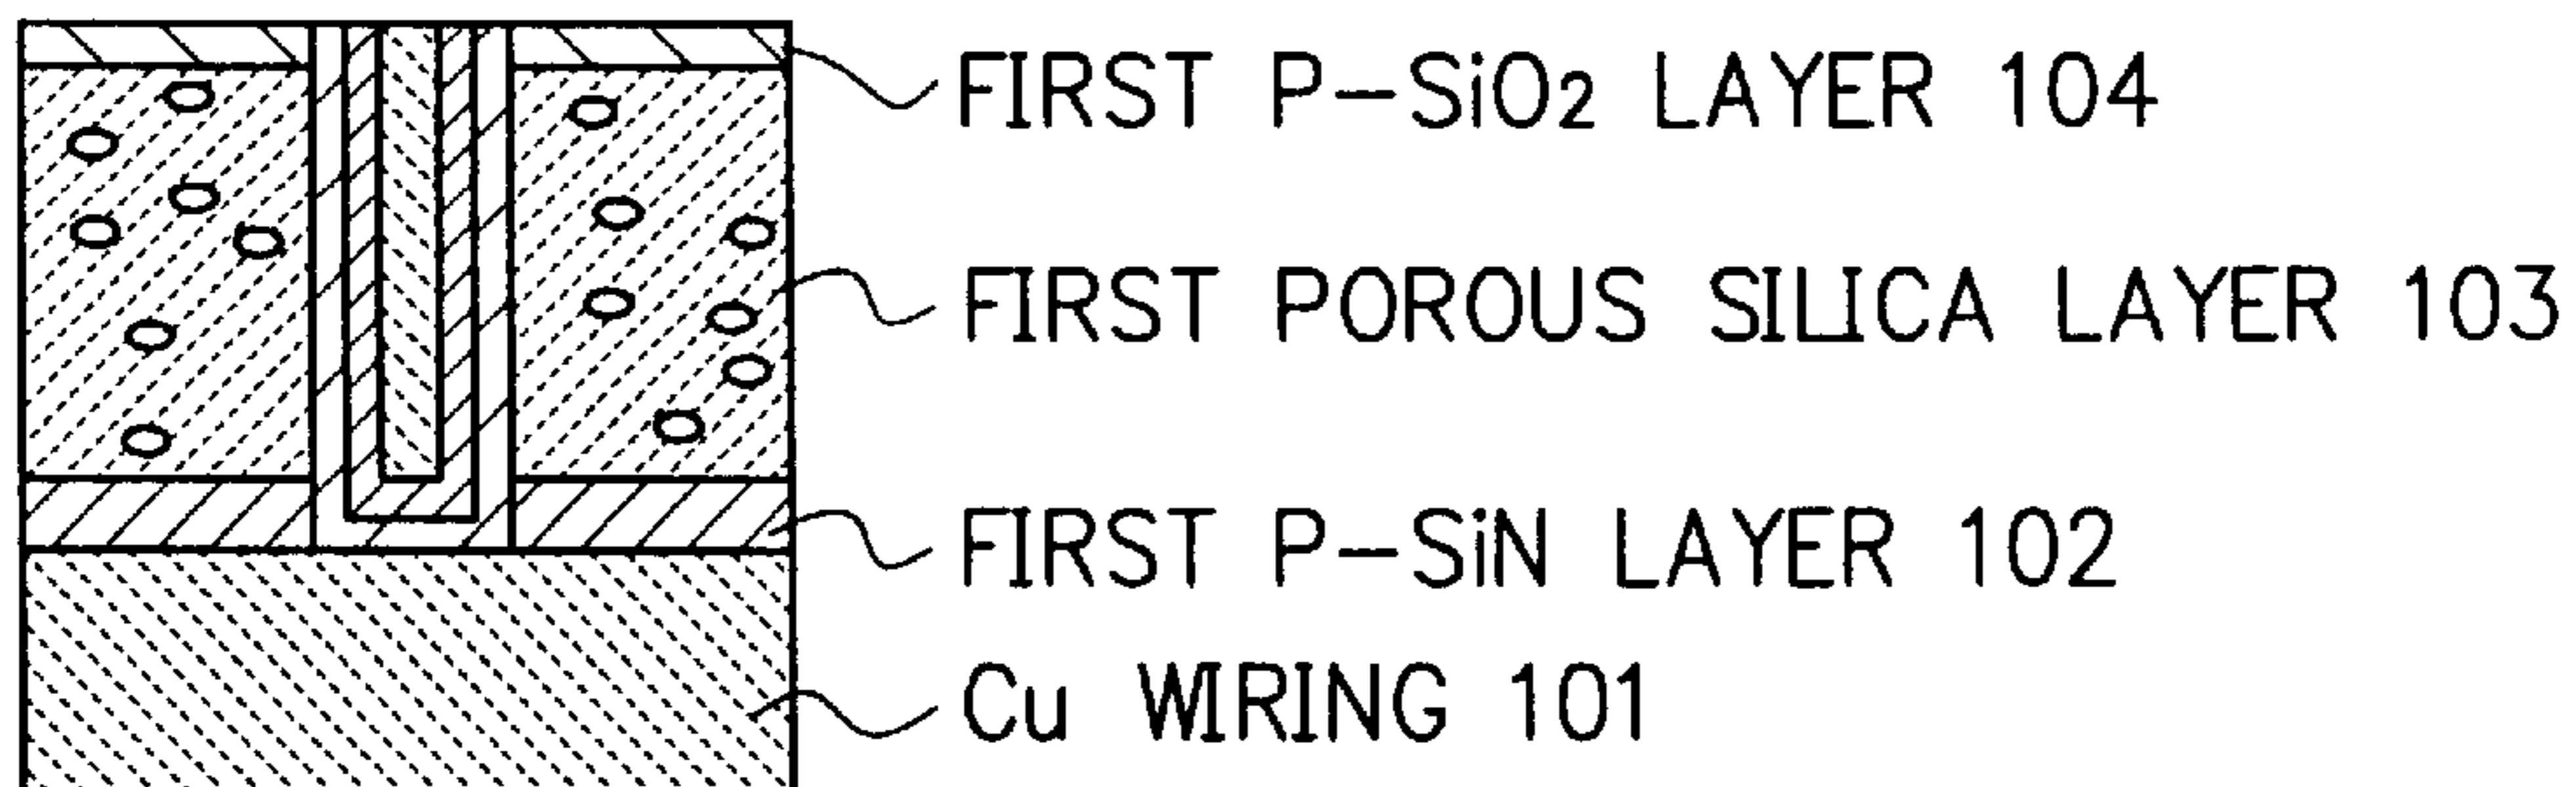 FIRST P-SiO₂ LAYER 104
FIRST POROUS SILICA LAYER 103
FIRST P-SiN LAYER 102
Cu WIRING 101